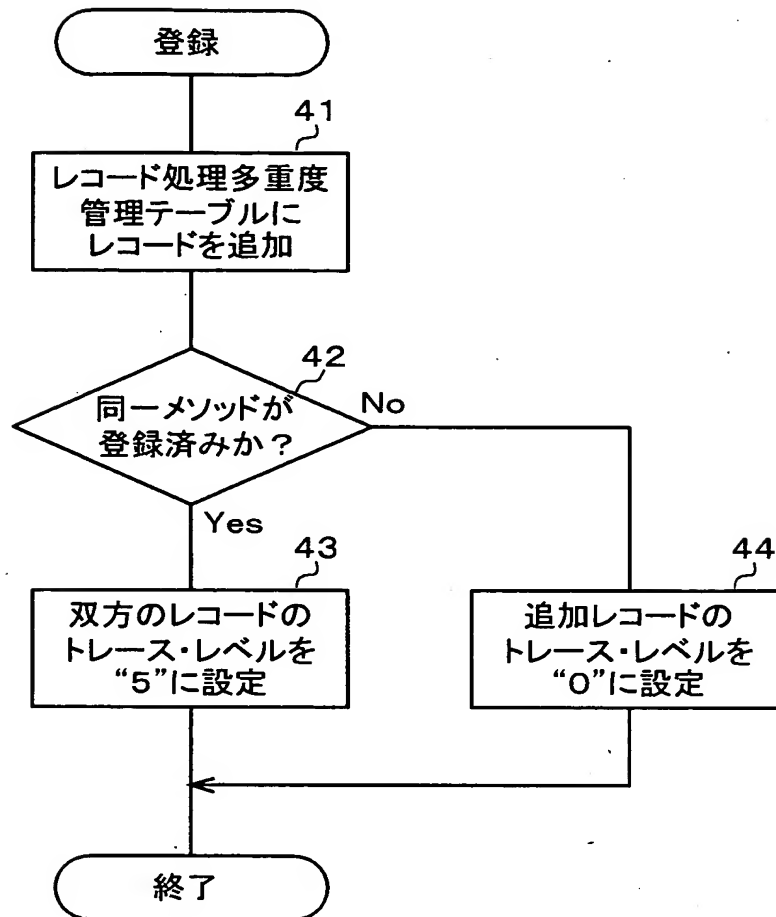 登録
41
レコード処理多重度
管理テーブルに
レコードを追加
42
同一メソッドが
登録済みか?
No
Yes
43
双方のレコードの
トレース・レベルを
“5”に設定
44
追加レコードの
トレース・レベルを
“0”に設定
終了